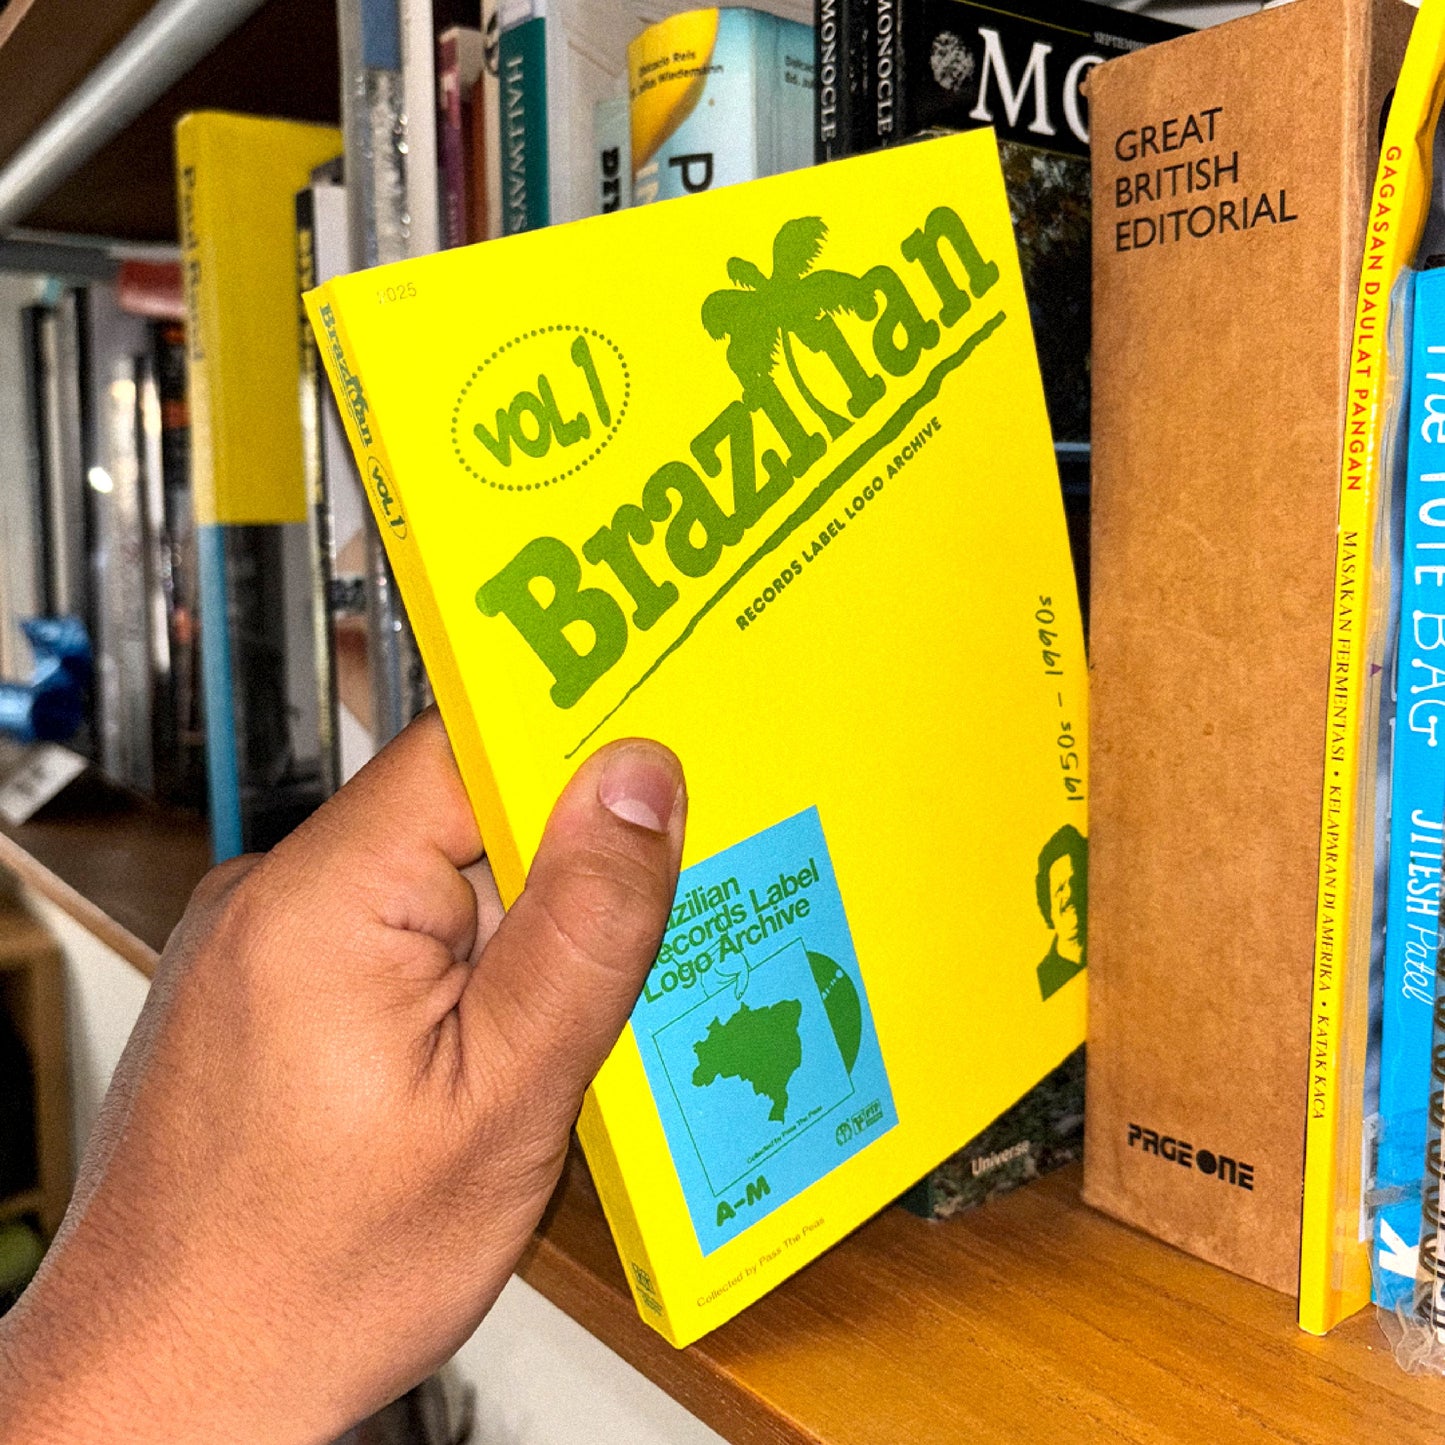 2025
VOL.1
Brazilian
RECORDS LABEL LOGO ARCHIVE
1950s – 1990s
Records Label
Logo Archive
Collected by Pass The Peas
A–M
Collected by Pass The Peas
Brazilian
VOL.1
HALLWAYS
MONOCLE
MONOCLE
SEPTEMBER
Universe
GREAT
BRITISH
EDITORIAL
PAGE ONE
GAGASAN DAULAT PANGAN
MASAKAN FERMENTASI • KELAPARAN DI AMERIKA • KATAK KACA
THE TOTE BAG
JITESH Patel